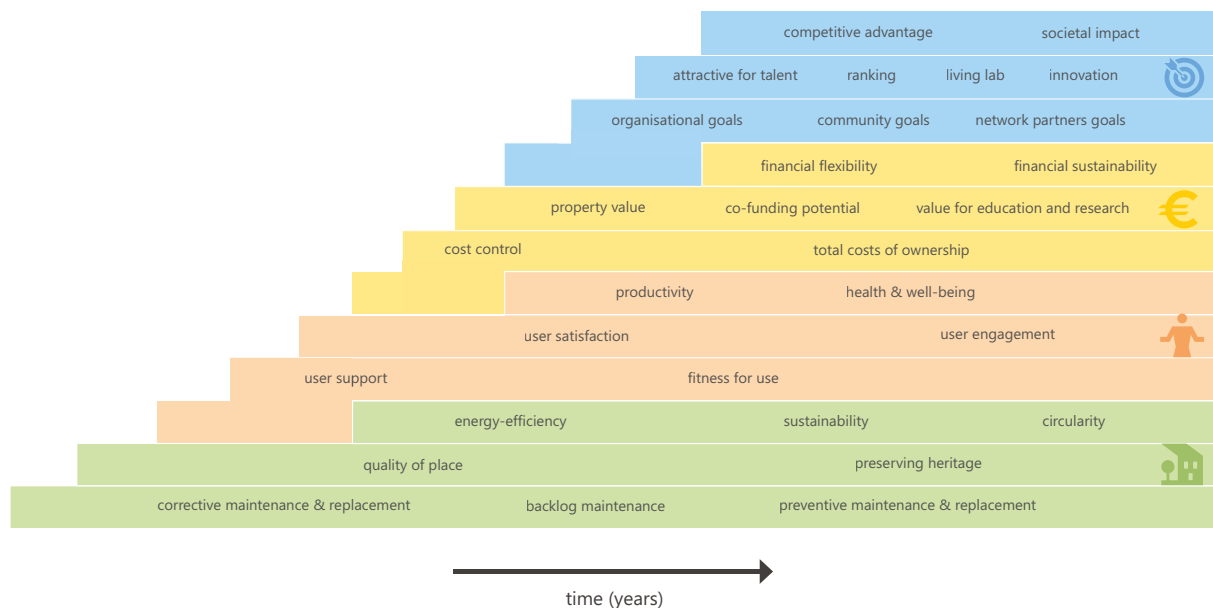 competitive advantage societal impact
attractive for talent ranking living lab innovation
organisational goals community goals network partners goals
financial flexibility financial sustainability
property value co-funding potential value for education and research
cost control total costs of ownership
productivity health & well-being
user satisfaction user engagement
user support fitness for use
energy-efficiency sustainability circularity
quality of place preserving heritage
corrective maintenance & replacement backlog maintenance preventive maintenance & replacement
time (years)